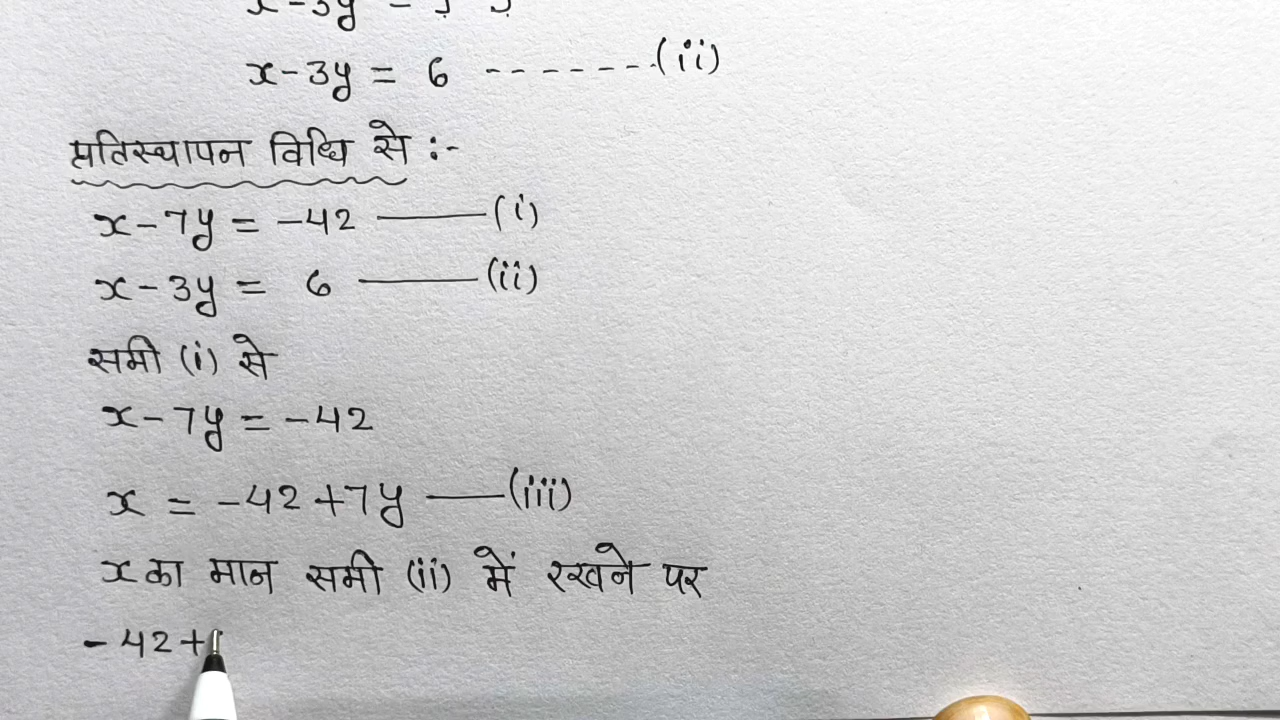 x-3y =
x-3y = 6 -------(ii)
प्रतिस्थापन विधि से :-
x-7y = -42 ——(i)
x-3y = 6 ——(ii)
समी (i) से
x-7y = -42
x = -42+7y ——(iii)
x का मान समी (ii) में रखने पर
-42+